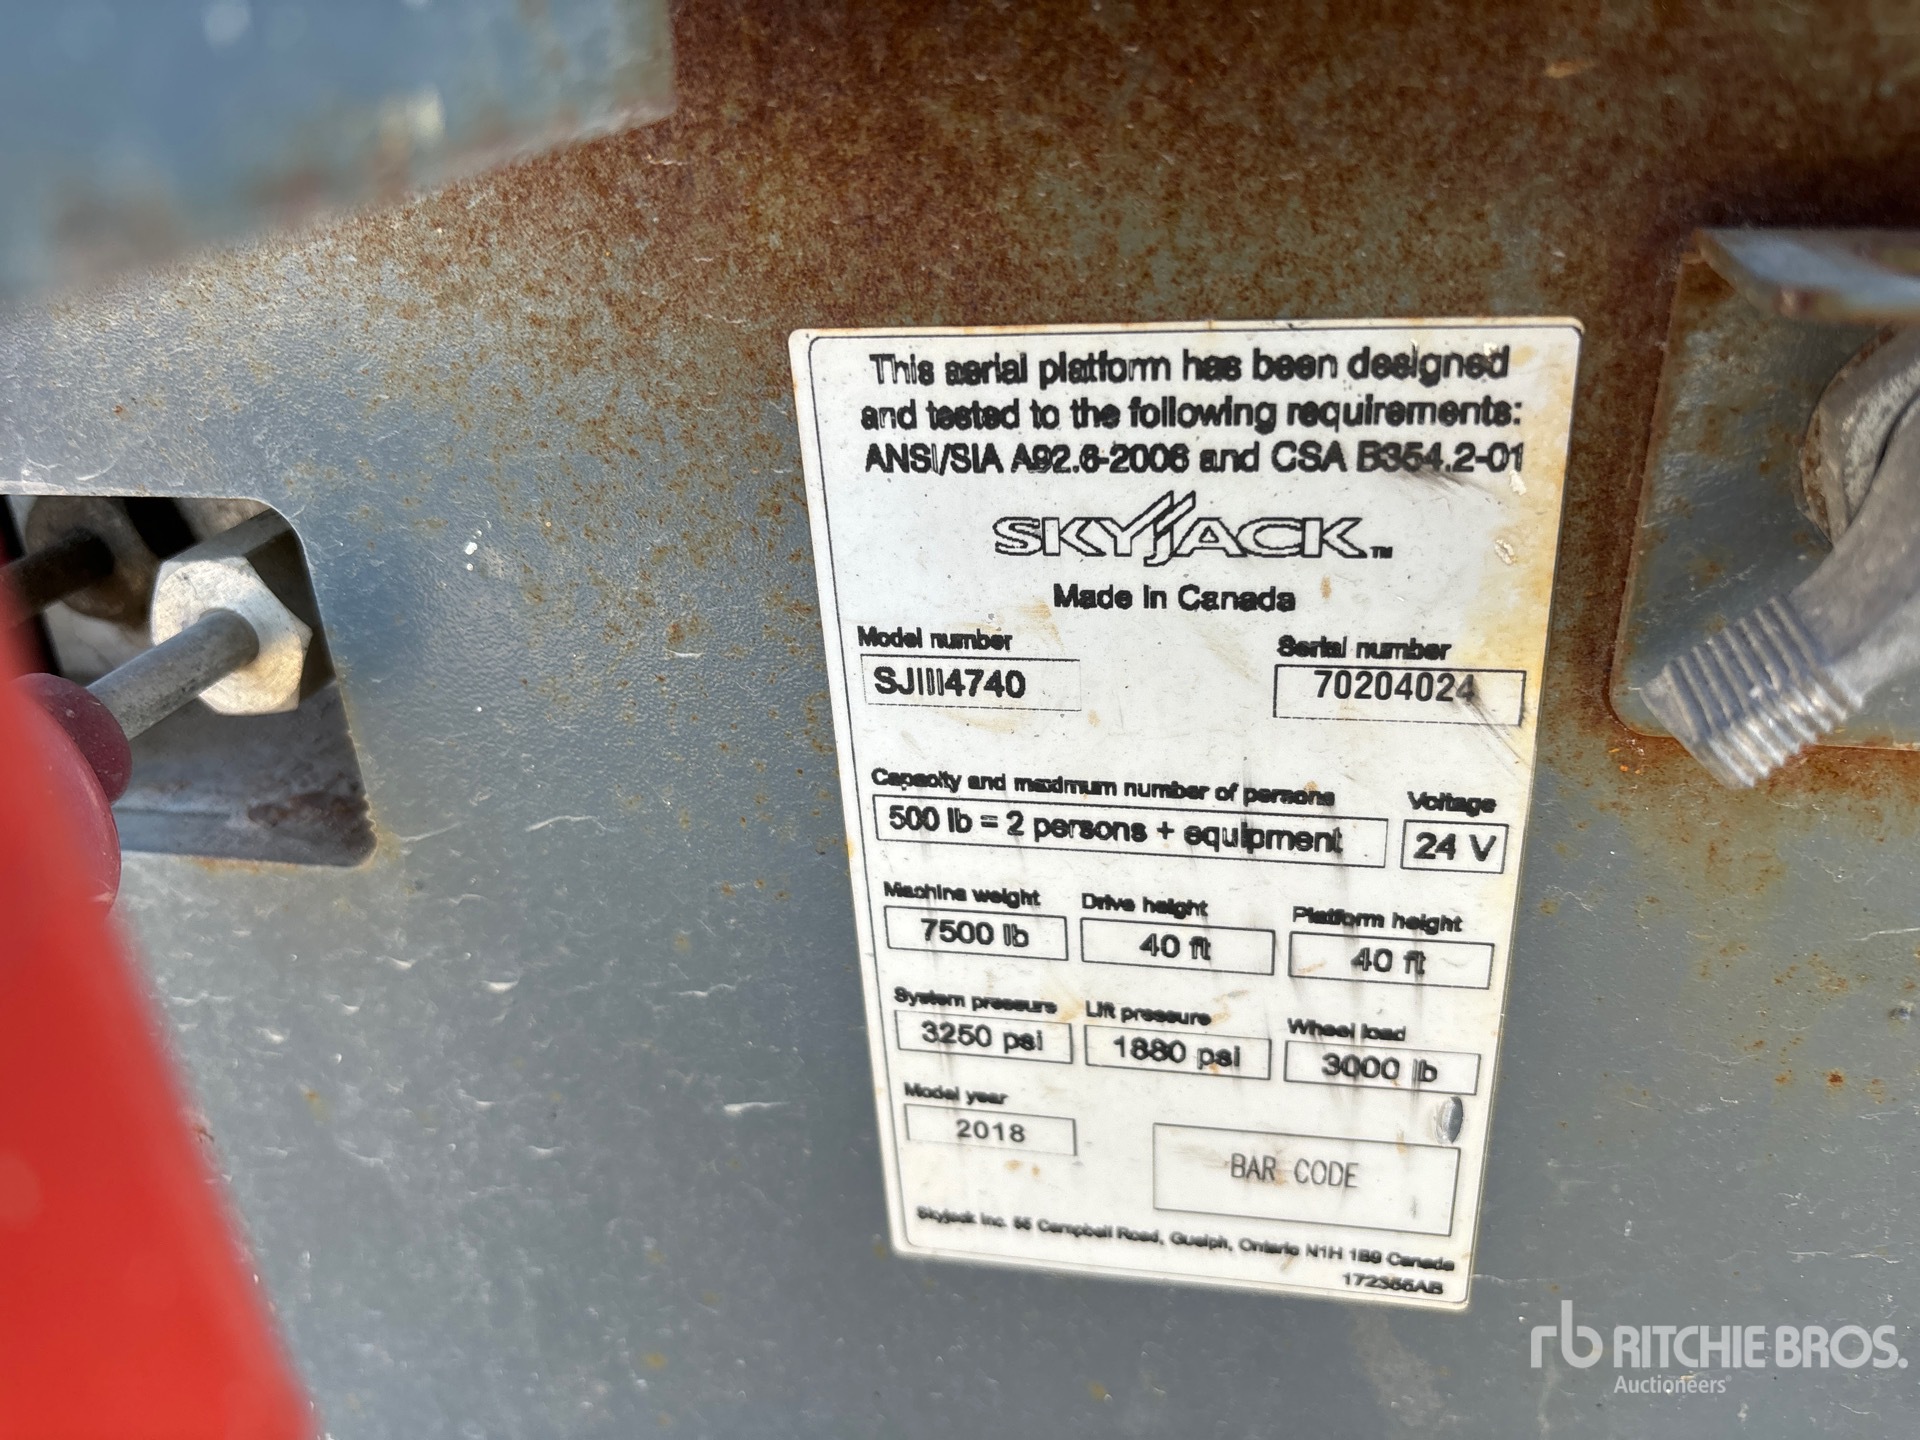 This aerial platform has been designed
and tested to the following requirements:
ANSI/SIA A92.6-2006 and CSA B354.2-01
SKYJACK™
Made in Canada
Model number Serial number
SJIII4740 70204024
Capacity and maximum number of persons Voltage
500 lb = 2 persons + equipment 24 V
Machine weight Drive height Platform height
7500 lb 40 ft 40 ft
System pressure Lift pressure Wheel load
3250 psi 1880 psi 3000 lb
Model year
2018
BAR CODE
Skyjack Inc. 55 Campbell Road, Guelph, Ontario N1H 1B9 Canada
172355AB
rb RITCHIE BROS.
Auctioneers